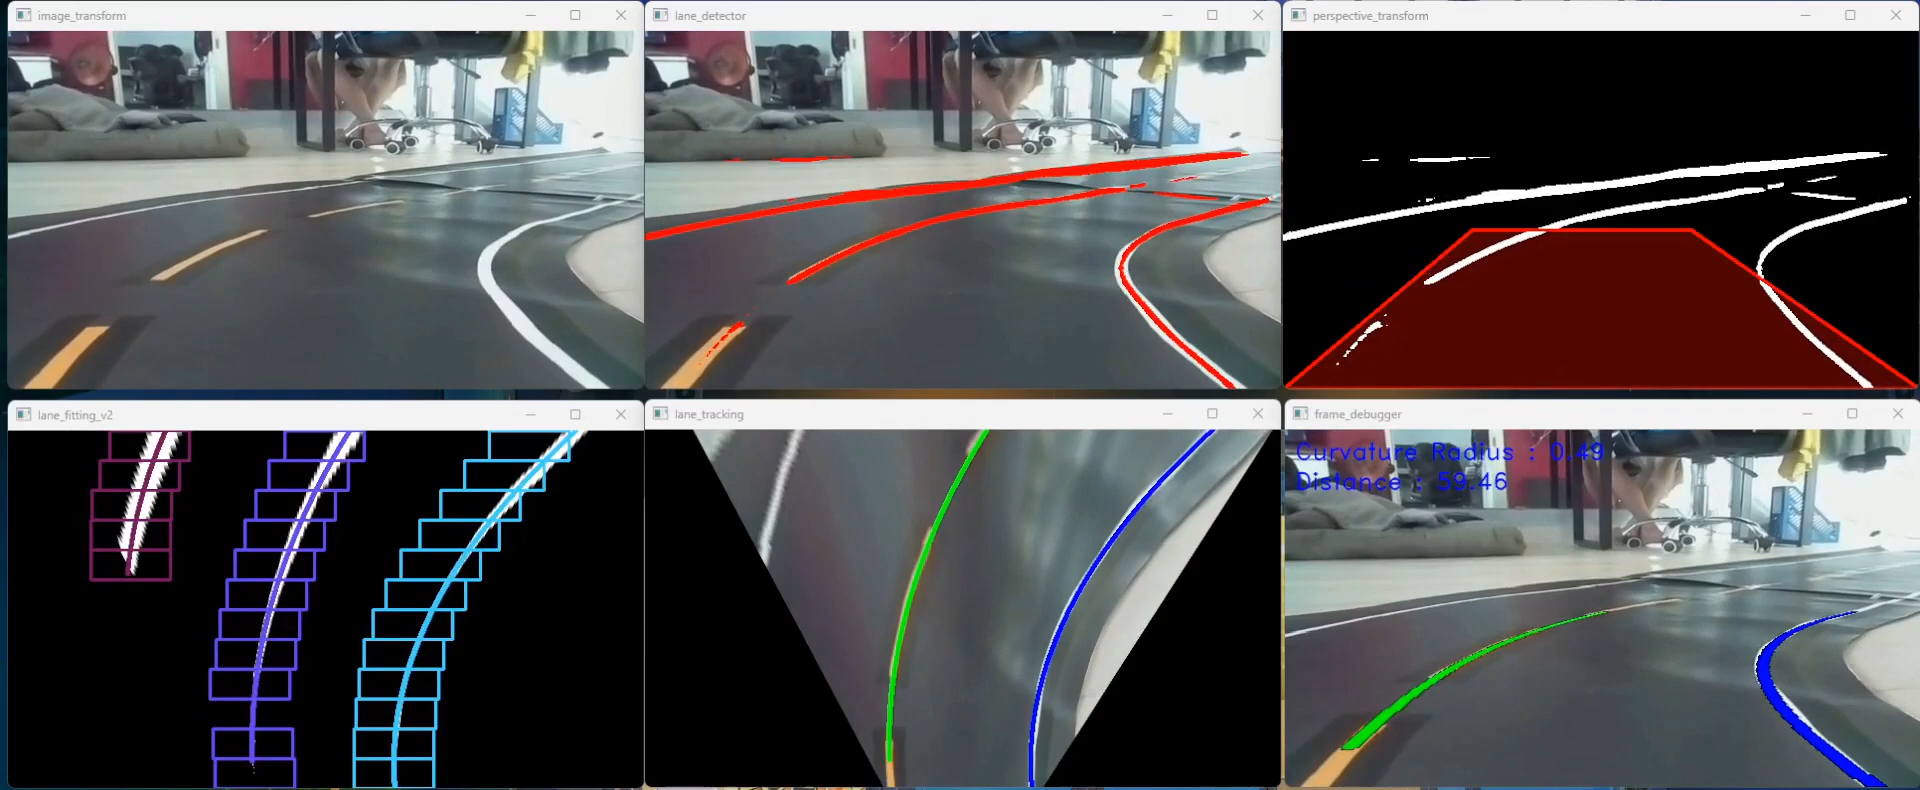 image_transform
lane_detector
perspective_transform
lane_fitting_v2
lane_tracking
frame_debugger
Curvature Radius : 0.49
Distance : 59.46